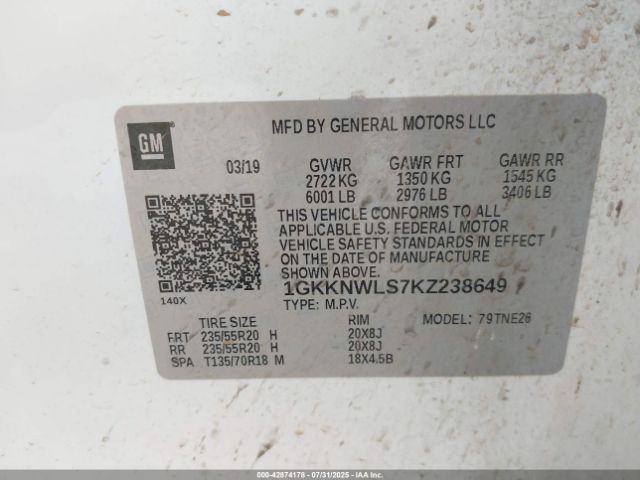 GM
MFD BY GENERAL MOTORS LLC
03/19 GVWR GAWR FRT GAWR RR
2722 KG 1350 KG 1545 KG
6001 LB 2976 LB 3406 LB
THIS VEHICLE CONFORMS TO ALL
APPLICABLE U.S. FEDERAL MOTOR
VEHICLE SAFETY STANDARDS IN EFFECT
ON THE DATE OF MANUFACTURE
SHOWN ABOVE.
1GKKNWLS7KZ238649
140X
TYPE: M.P.V.
TIRE SIZE RIM MODEL: 79TNE26
FRT 235/55R20 H 20X8J
RR 235/55R20 H 20X8J
SPA T135/70R18 M 18X4.5B
000-42874178 - 07/31/2025 - IAA4.com